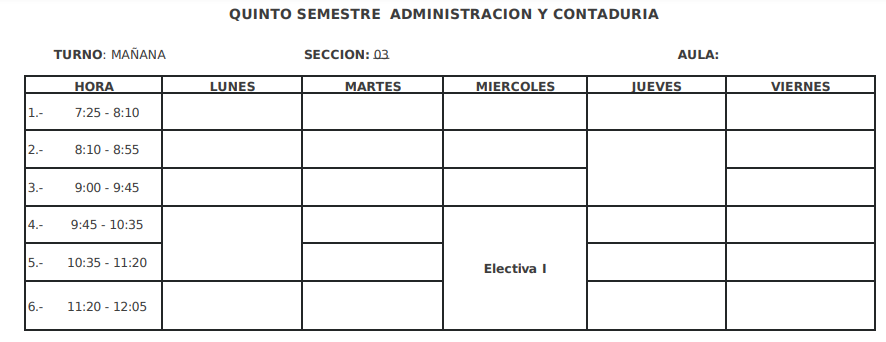 QUINTO SEMESTRE ADMINISTRACION Y CONTADURIA
TURNO: MAÑANA SECCION: 03 AULA:
HORA LUNES MARTES MIERCOLES JUEVES VIERNES
1.- 7:25 - 8:10
2.- 8:10 - 8:55
3.- 9:00 - 9:45
4.- 9:45 - 10:35
5.- 10:35 - 11:20
Electiva I
6.- 11:20 - 12:05